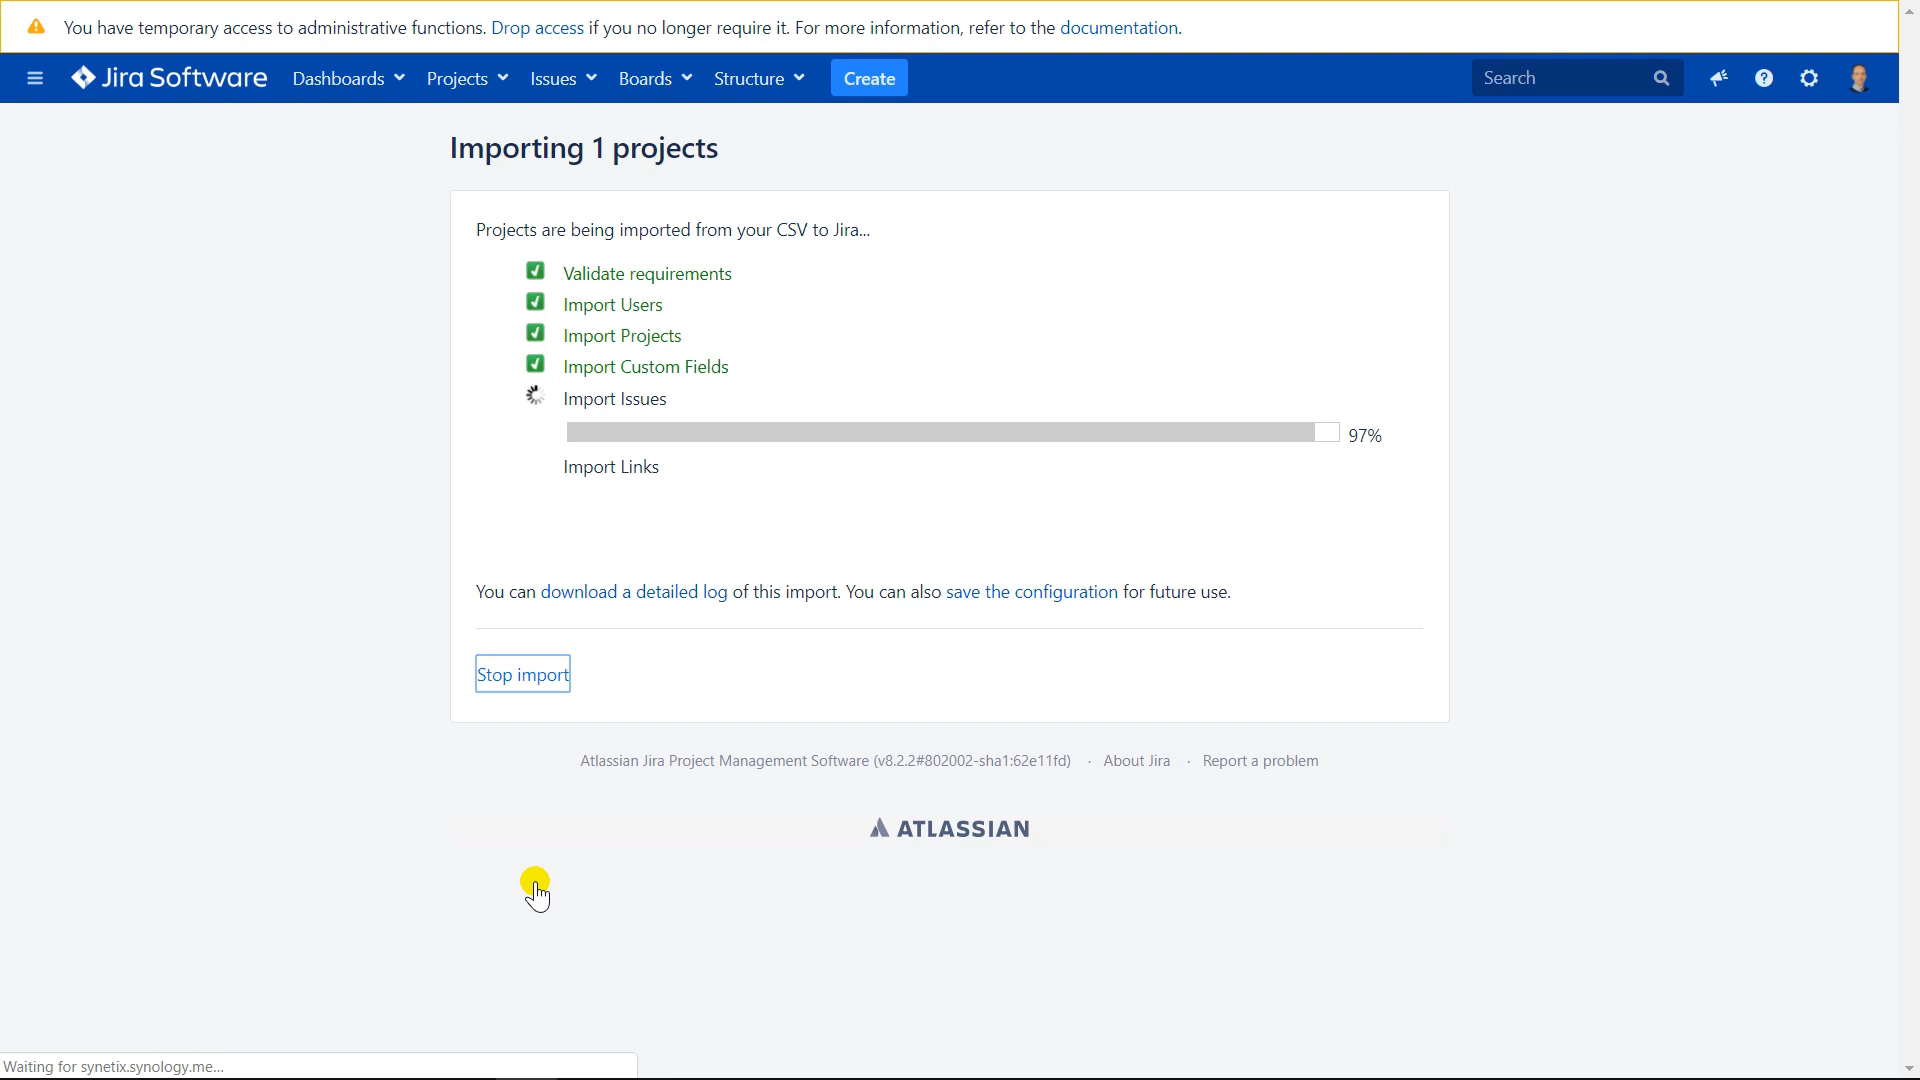 You have temporary access to administrative functions. Drop access if you no longer require it. For more information, refer to the documentation.
Jira Software Dashboards Projects Issues Boards Structure Create Search
Importing 1 projects
Projects are being imported from your CSV to Jira...
Validate requirements
Import Users
Import Projects
Import Custom Fields
Import Issues
97%
Import Links
You can download a detailed log of this import. You can also save the configuration for future use.
Stop import
Atlassian Jira Project Management Software (v8.2.2#802002-sha1:62e11fd) · About Jira · Report a problem
ATLASSIAN
Waiting for synetix.synology.me...